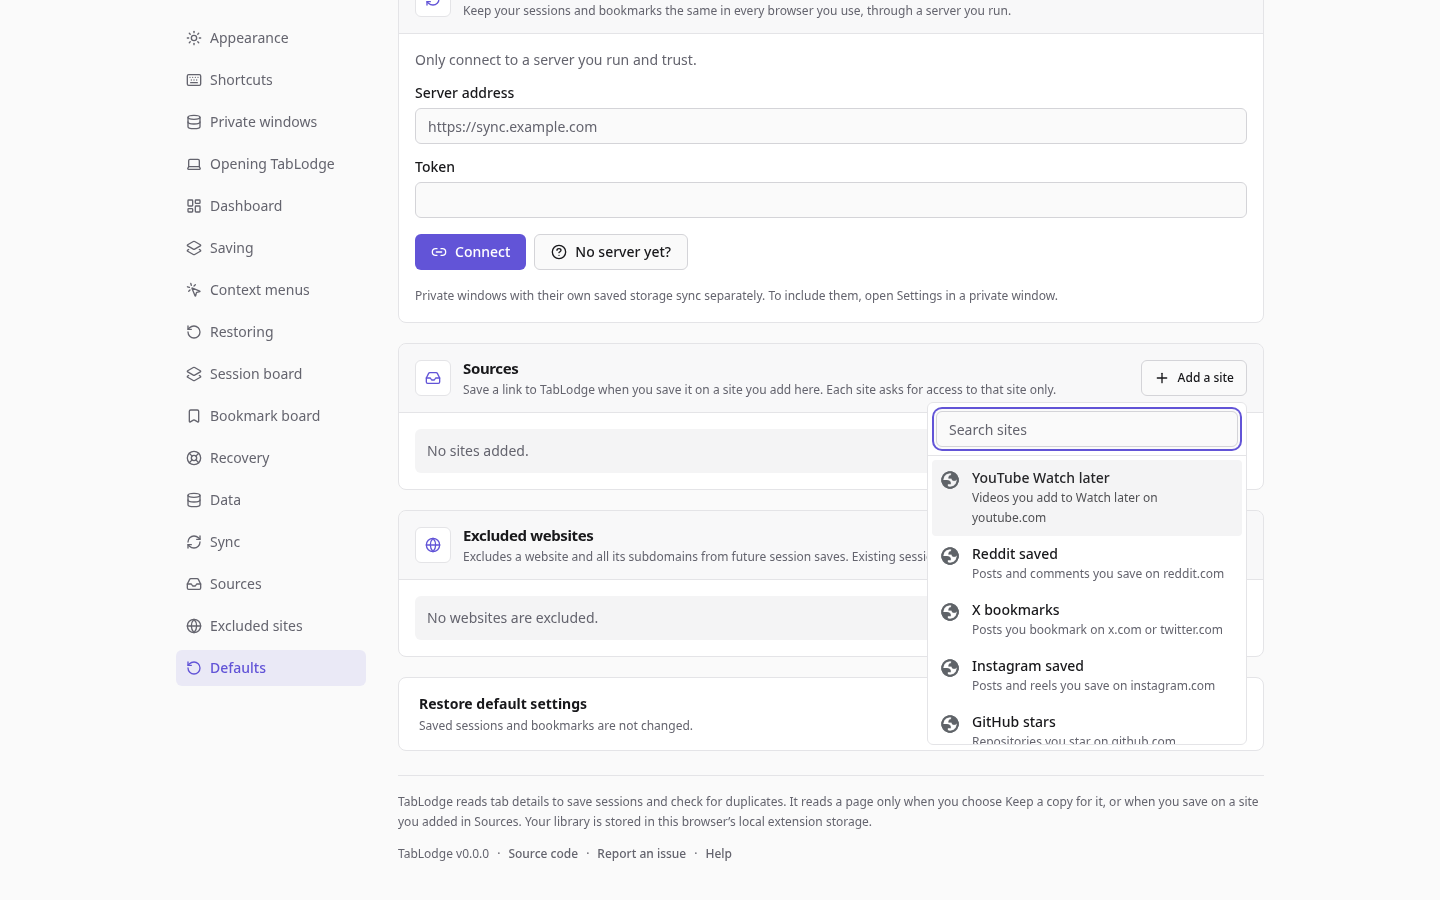 Keep your sessions and bookmarks the same in every browser you use, through a server you run.
Appearance
Shortcuts
Private windows
Opening TabLodge
Dashboard
Saving
Context menus
Restoring
Session board
Bookmark board
Recovery
Data
Sync
Sources
Excluded sites
Defaults
Only connect to a server you run and trust.
Server address
https://sync.example.com
Token
Connect
No server yet?
Private windows with their own saved storage sync separately. To include them, open Settings in a private window.
Sources
Save a link to TabLodge when you save it on a site you add here. Each site asks for access to that site only.
Add a site
No sites added.
Search sites
YouTube Watch later
Videos you add to Watch later on
youtube.com
Reddit saved
Posts and comments you save on reddit.com
X bookmarks
Posts you bookmark on x.com or twitter.com
Instagram saved
Posts and reels you save on instagram.com
GitHub stars
Repositories you star on github.com
Excluded websites
Excludes a website and all its subdomains from future session saves. Existing
No websites are excluded.
Restore default settings
Saved sessions and bookmarks are not changed.
TabLodge reads tab details to save sessions and check for duplicates. It reads a page only when you choose Keep a copy for it, or when you save on a site
you added in Sources. Your library is stored in this browser’s local extension storage.
TabLodge v0.0.0 · Source code · Report an issue · Help